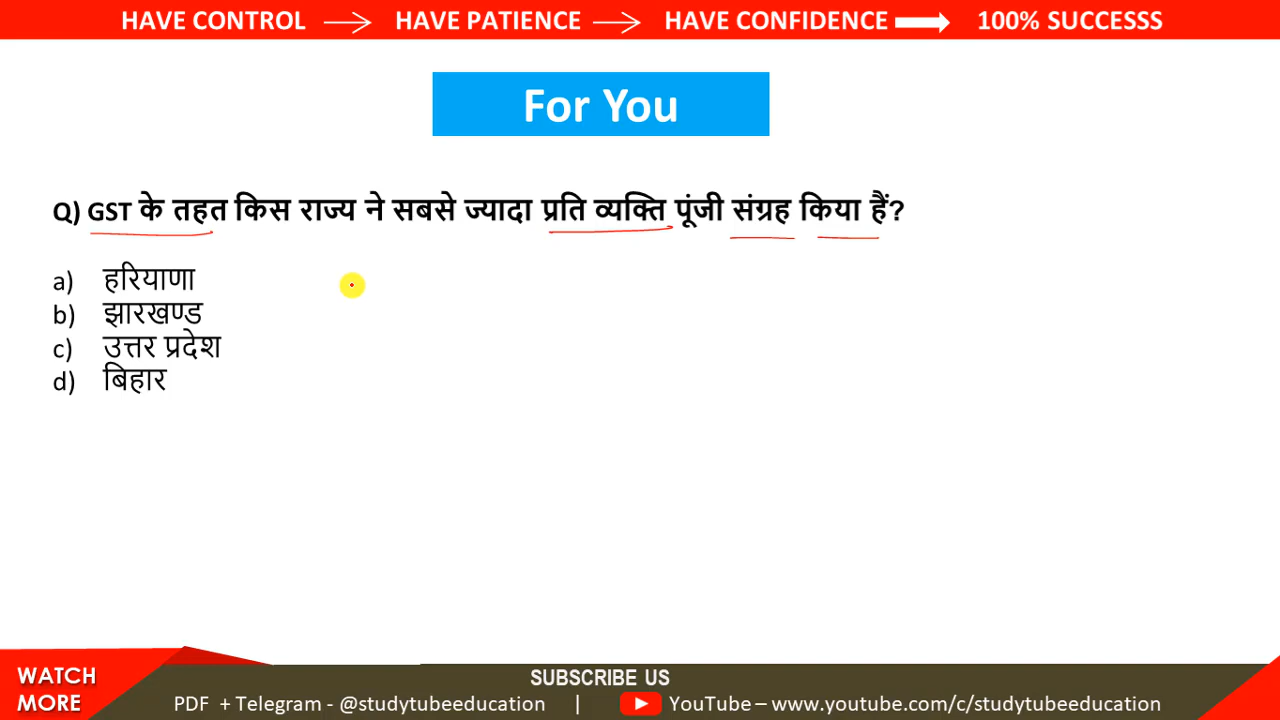 HAVE CONTROL → HAVE PATIENCE → HAVE CONFIDENCE → 100% SUCCESSS
For You
Q) GST के तहत किस राज्य ने सबसे ज्यादा प्रति व्यक्ति पूंजी संग्रह किया हैं?
a) हरियाणा
b) झारखण्ड
c) उत्तर प्रदेश
d) बिहार
WATCH
MORE
SUBSCRIBE US
PDF + Telegram - @studytubeeducation | YouTube – www.youtube.com/c/studytubeeducation